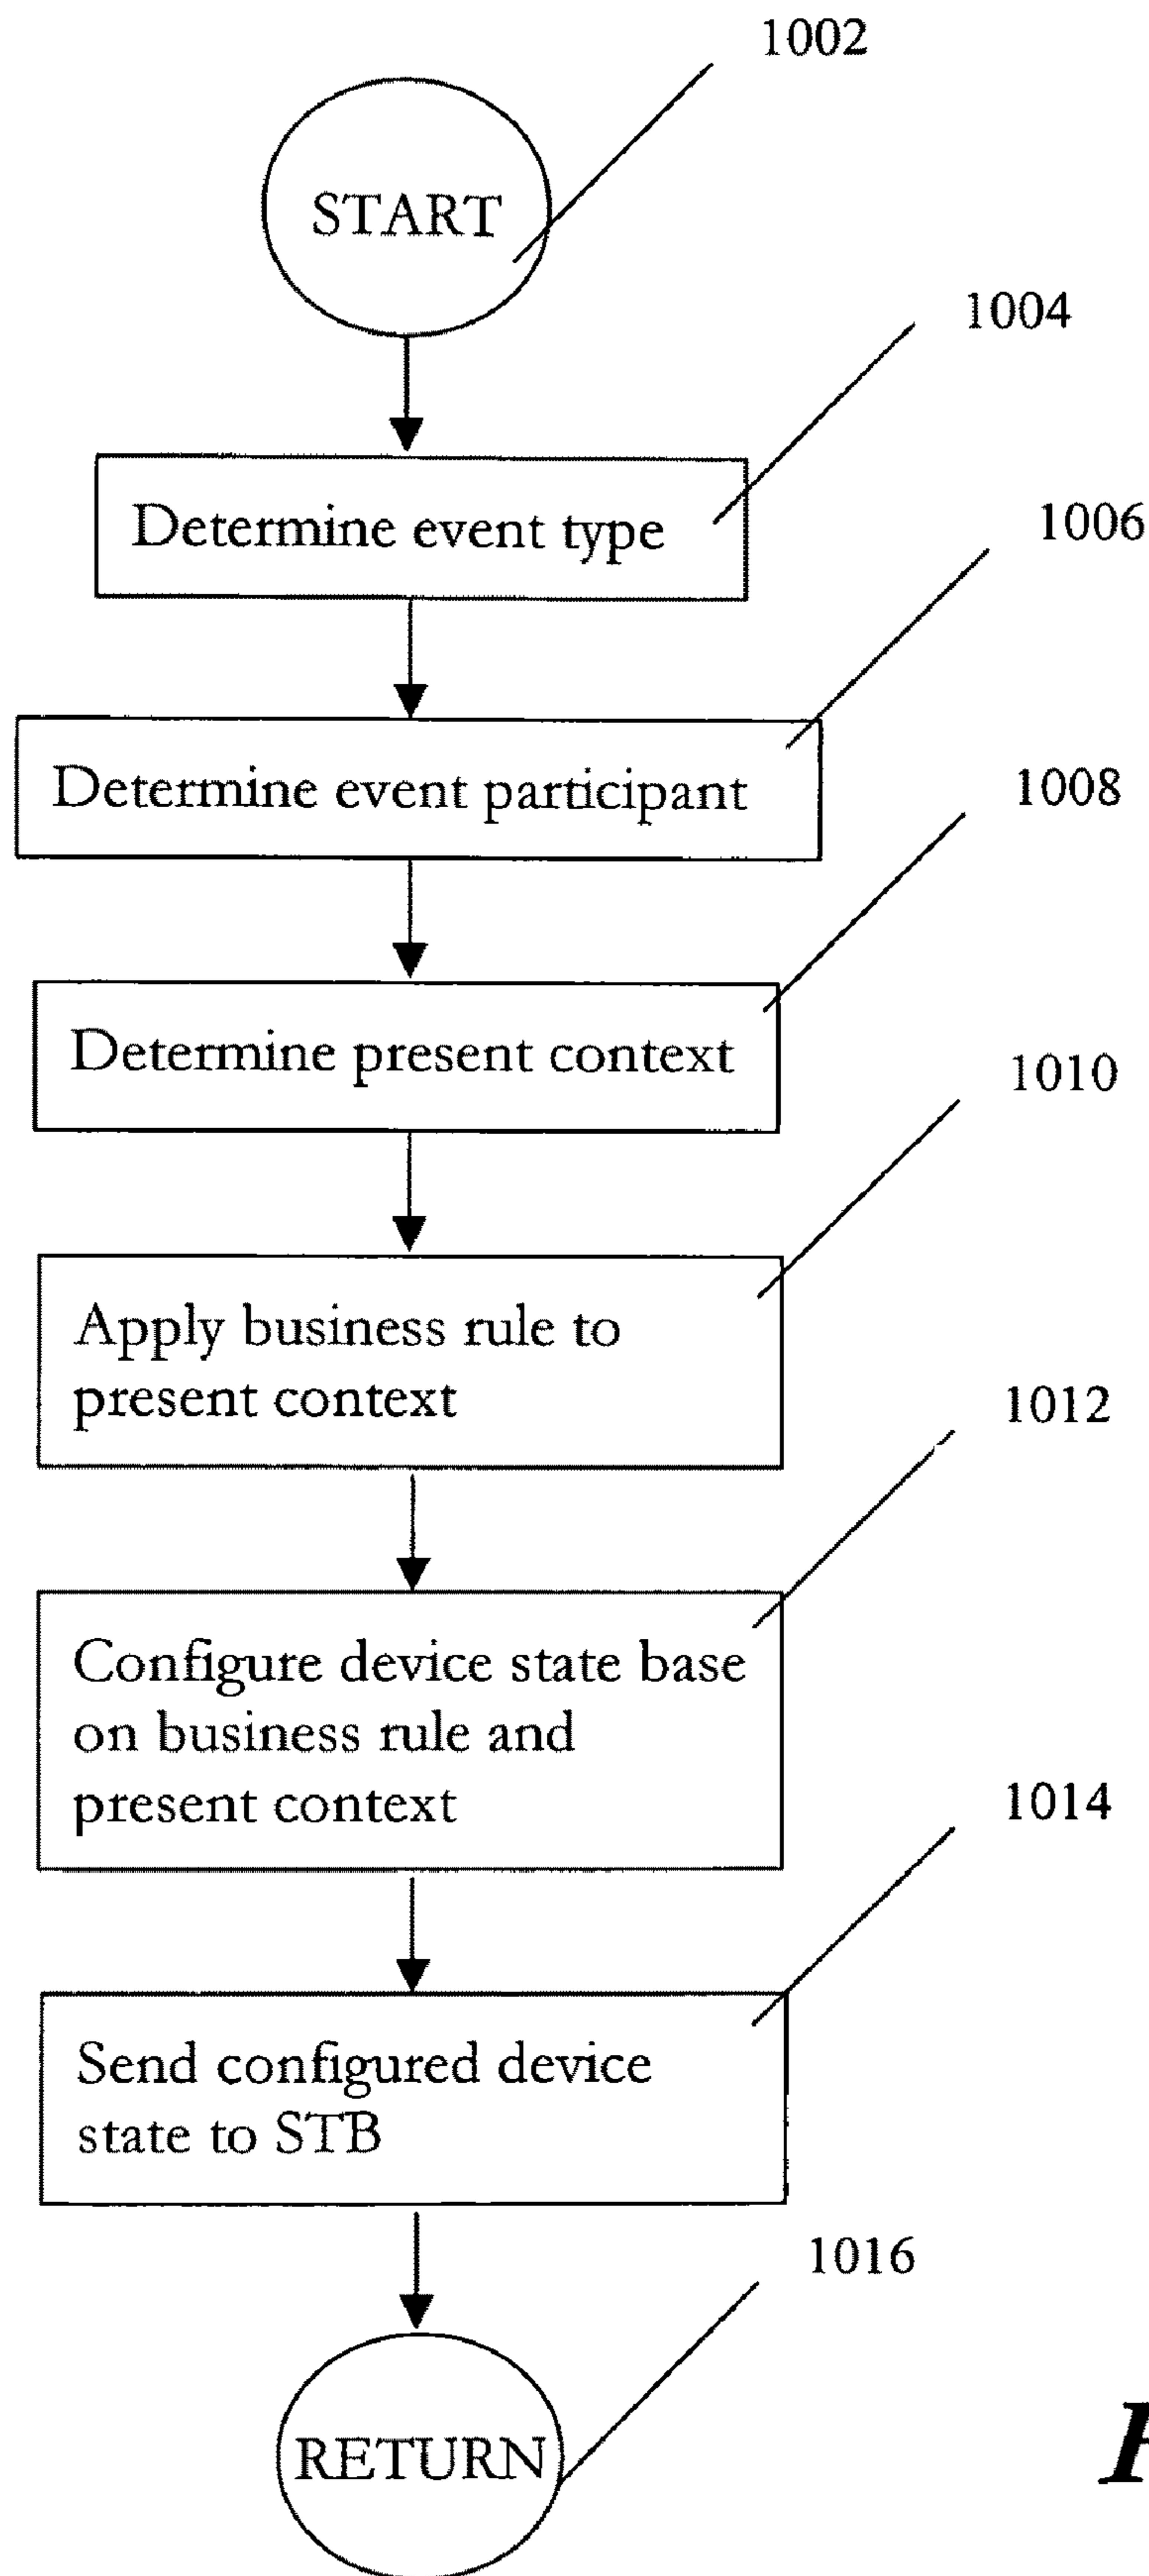 1002
START
1004
Determine event type
1006
Determine event participant
1008
Determine present context
1010
Apply business rule to
present context
1012
Configure device state base
on business rule and
present context
1014
Send configured device
state to STB
1016
RETURN